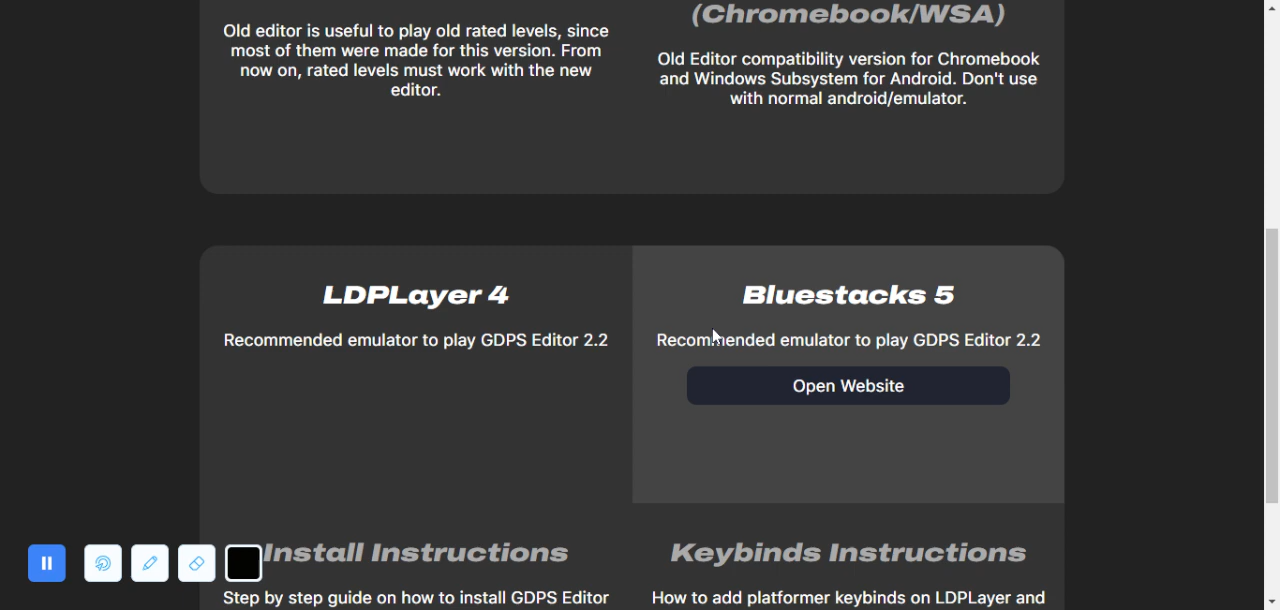 Old editor is useful to play old rated levels, since
most of them were made for this version. From
now on, rated levels must work with the new
editor.
(Chromebook/WSA)
Old Editor compatibility version for Chromebook
and Windows Subsystem for Android. Don't use
with normal android/emulator.
LDPLayer 4
Recommended emulator to play GDPS Editor 2.2
Bluestacks 5
Recommended emulator to play GDPS Editor 2.2
Open Website
Install Instructions
Step by step guide on how to install GDPS Editor
Keybinds Instructions
How to add platformer keybinds on LDPLayer and